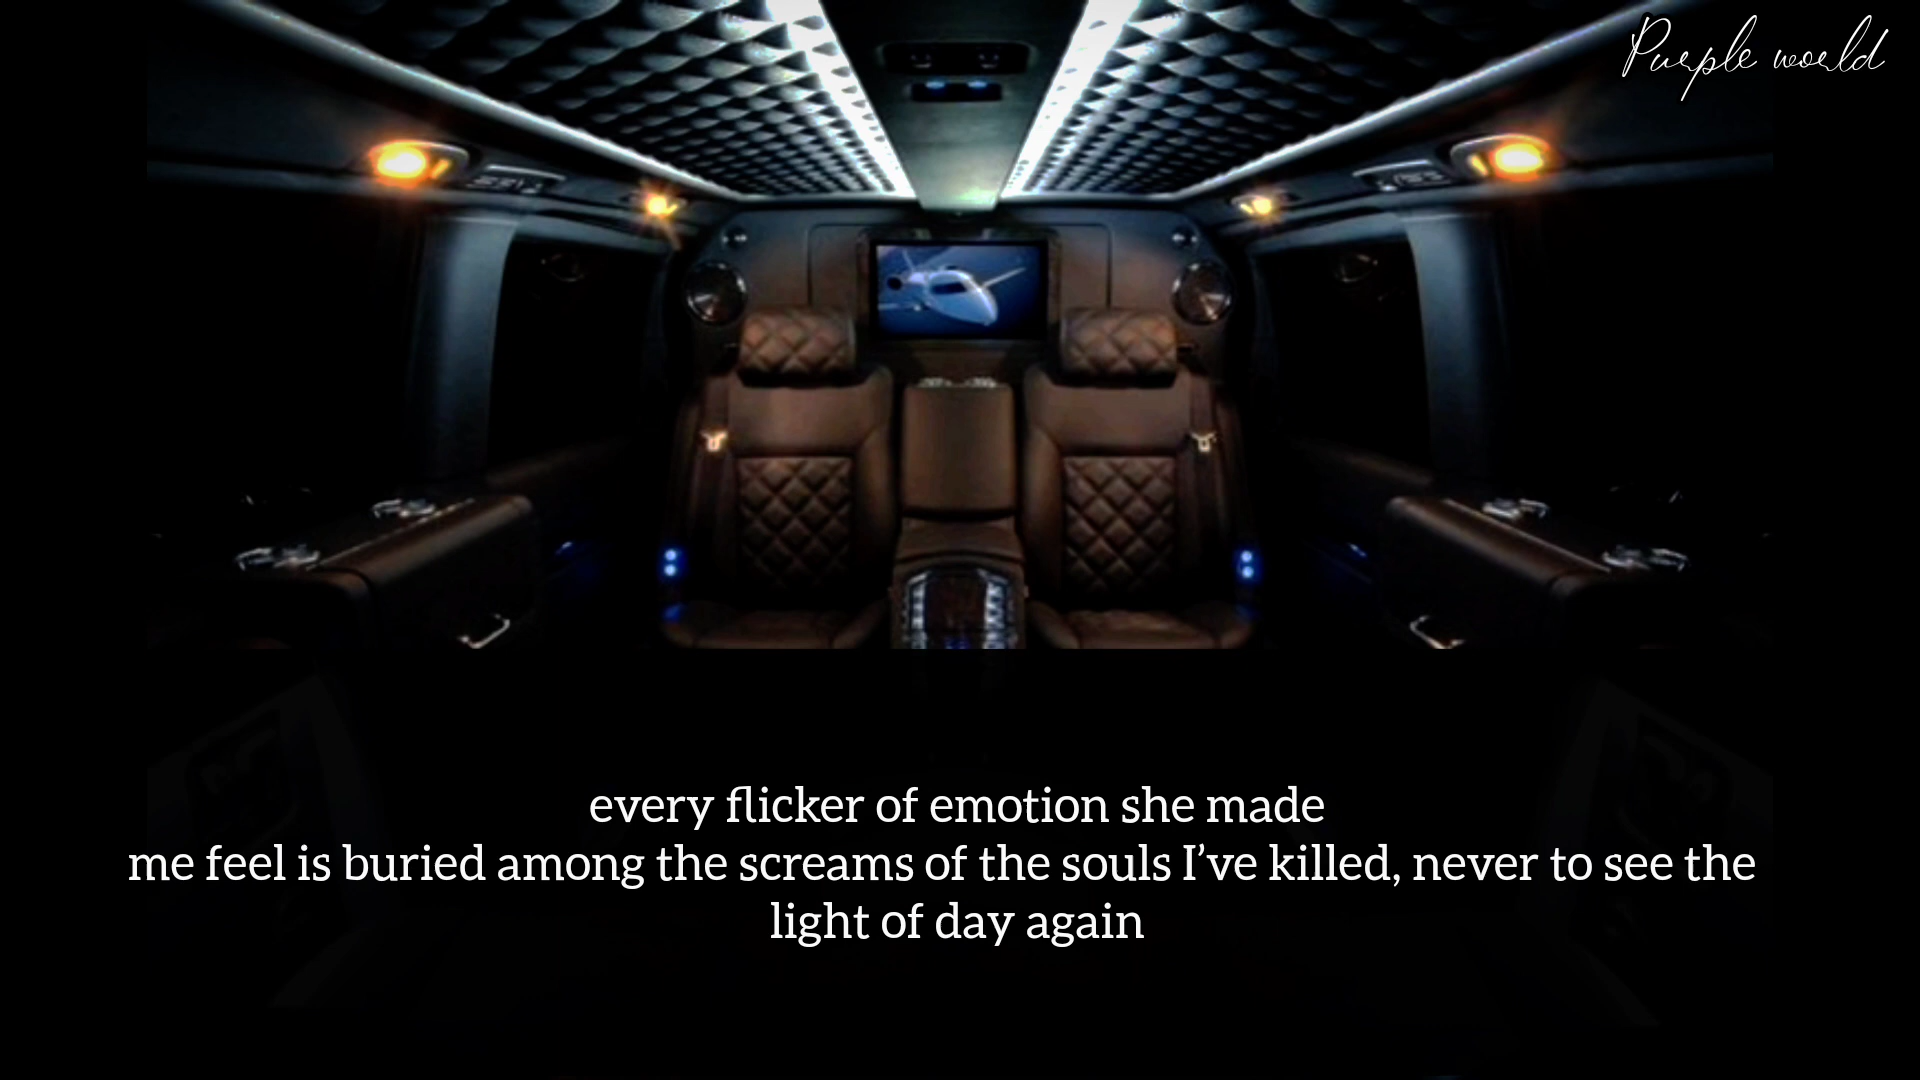 Purple world
every flicker of emotion she made
me feel is buried among the screams of the souls I’ve killed, never to see the
light of day again